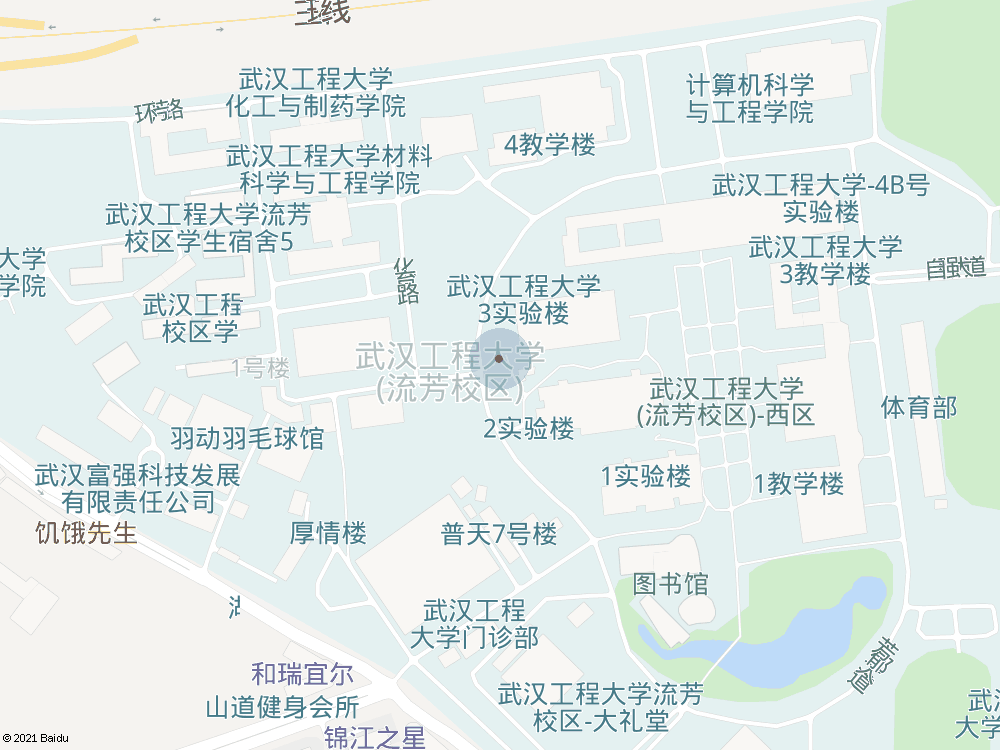 三线
武汉工程大学
化工与制药学院
计算机科学
与工程学院
4教学楼
武汉工程大学材料
科学与工程学院
武汉工程大学-4B号
实验楼
武汉工程大学流芳
校区学生宿舍5
武汉工程大学
3教学楼
大学
学院
自强道
武汉工程大学
3实验楼
武汉工程
校区学
1号楼
武汉工程大学
(流芳校区)
武汉工程大学
(流芳校区)-西区
体育部
2实验楼
羽动羽毛球馆
武汉富强科技发展
有限责任公司
1实验楼
1教学楼
饥饿先生
厚情楼
普天7号楼
图书馆
武汉工程
大学门诊部
和瑞宜尔
山道健身会所
武汉工程大学流芳
校区-大礼堂
锦江之星
大学
© 2021 Baidu